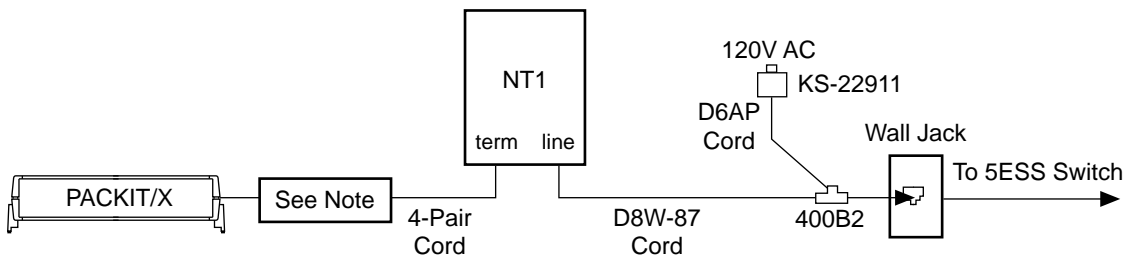 120V AC
KS-22911
NT1
D6AP
Cord
Wall Jack
term line
To 5ESS Switch
PACKIT/X
See Note
4-Pair
Cord
D8W-87
Cord
400B2